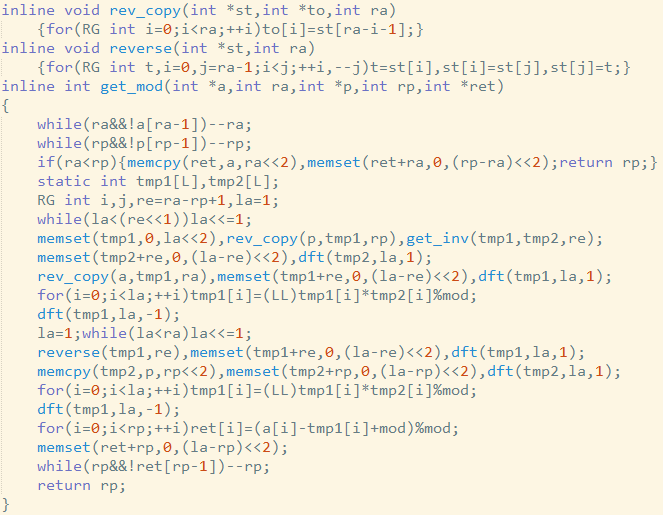 inline void rev_copy(int *st,int *to,int ra)
    {for(RG int i=0;i<ra;++i)to[i]=st[ra-i-1];}
inline void reverse(int *st,int ra)
    {for(RG int t,i=0,j=ra-1;i<j;++i,--j)t=st[i],st[i]=st[j],st[j]=t;}
inline int get_mod(int *a,int ra,int *p,int rp,int *ret)
{
    while(ra&&!a[ra-1])--ra;
    while(rp&&!p[rp-1])--rp;
    if(ra<rp){memcpy(ret,a,ra<<2),memset(ret+ra,0,(rp-ra)<<2);return rp;}
    static int tmp1[L],tmp2[L];
    RG int i,j,re=ra-rp+1,la=1;
    while(la<(re<<1))la<<=1;
    memset(tmp1,0,la<<2),rev_copy(p,tmp1,rp),get_inv(tmp1,tmp2,re);
    memset(tmp2+re,0,(la-re)<<2),dft(tmp2,la,1);
    rev_copy(a,tmp1,ra),memset(tmp1+re,0,(la-re)<<2),dft(tmp1,la,1);
    for(i=0;i<la;++i)tmp1[i]=(LL)tmp1[i]*tmp2[i]%mod;
    dft(tmp1,la,-1);
    la=1;while(la<ra)la<<=1;
    reverse(tmp1,re),memset(tmp1+re,0,(la-re)<<2),dft(tmp1,la,1);
    memcpy(tmp2,p,rp<<2),memset(tmp2+rp,0,(la-rp)<<2),dft(tmp2,la,1);
    for(i=0;i<la;++i)tmp1[i]=(LL)tmp1[i]*tmp2[i]%mod;
    dft(tmp1,la,-1);
    for(i=0;i<rp;++i)ret[i]=(a[i]-tmp1[i]+mod)%mod;
    memset(ret+rp,0,(la-rp)<<2);
    while(rp&&!ret[rp-1])--rp;
    return rp;
}